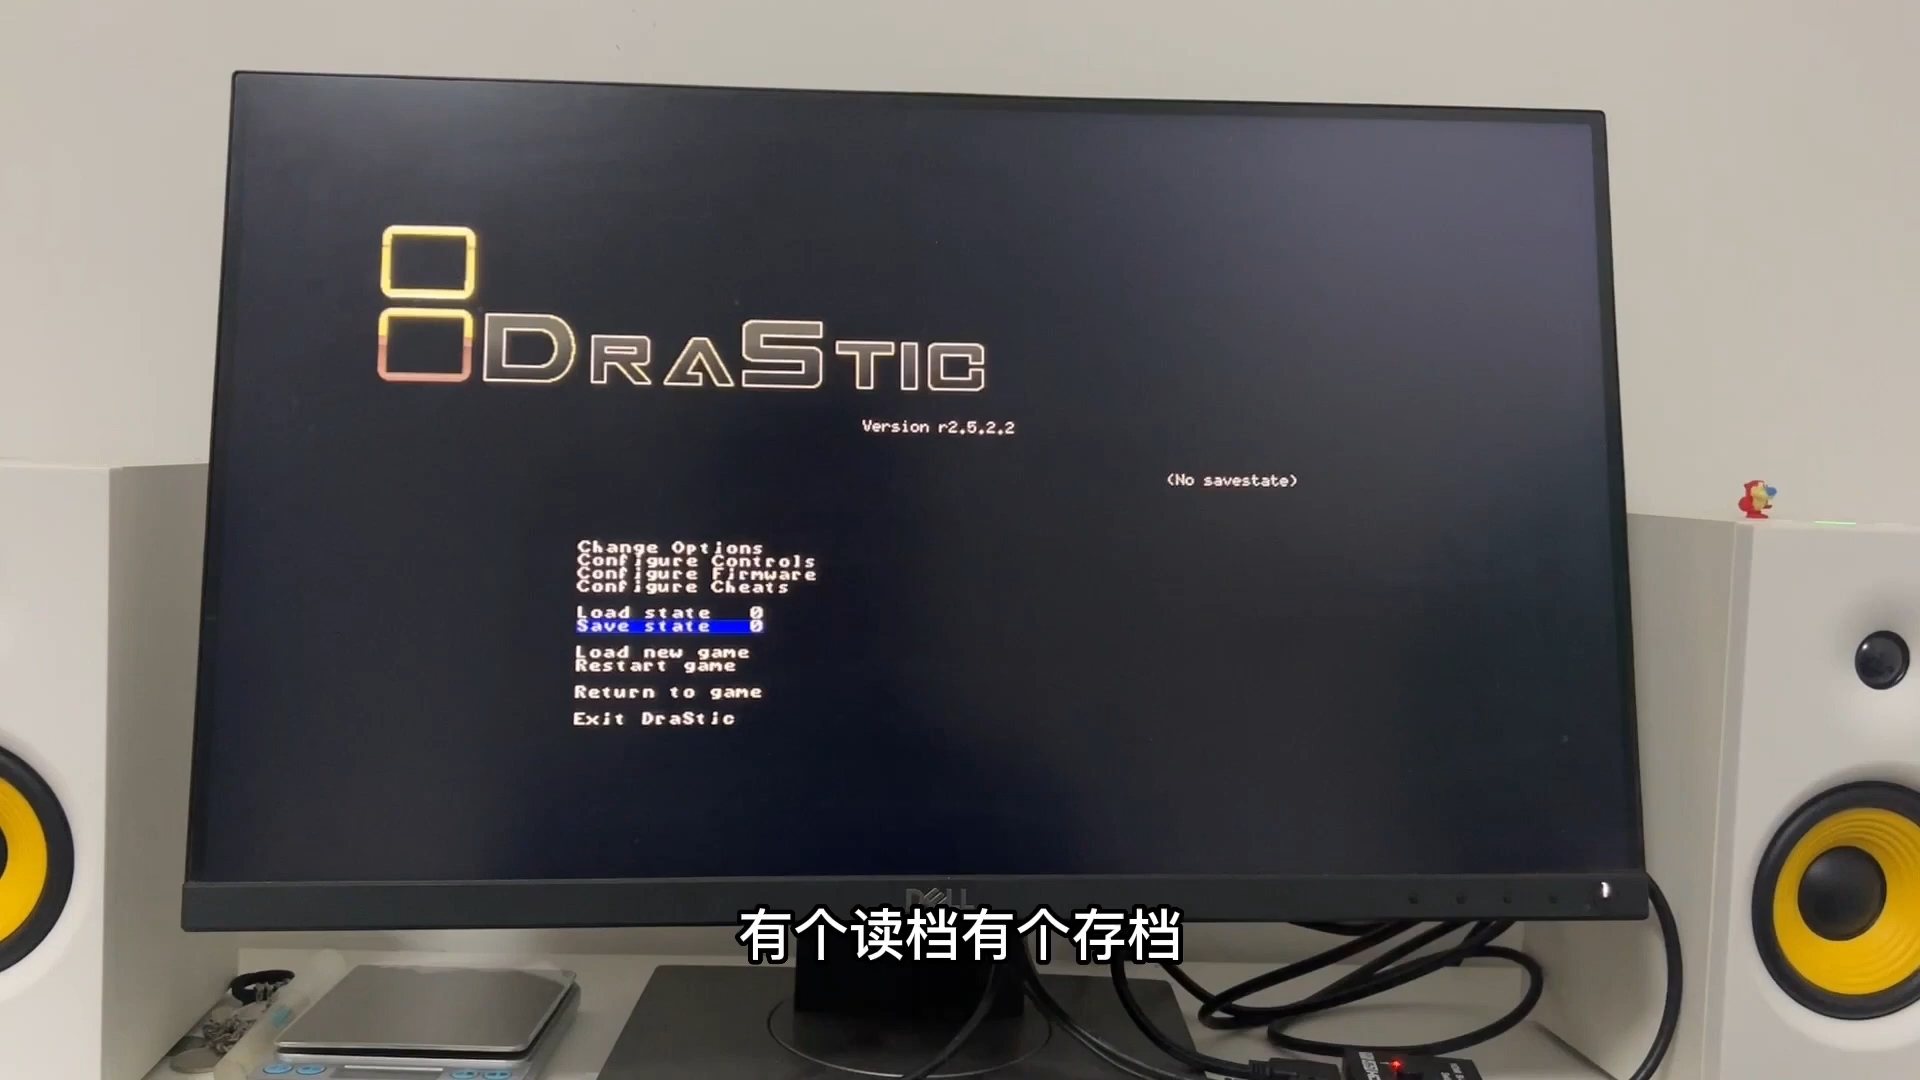 DraStic
Version r2.5.2.2
(No savestate)
Change Options
Configure Controls
Configure Firmware
Configure Cheats
Load state 0
Save state 0
Load new game
Restart game
Return to game
Exit DraStic
DELL
有个读档有个存档